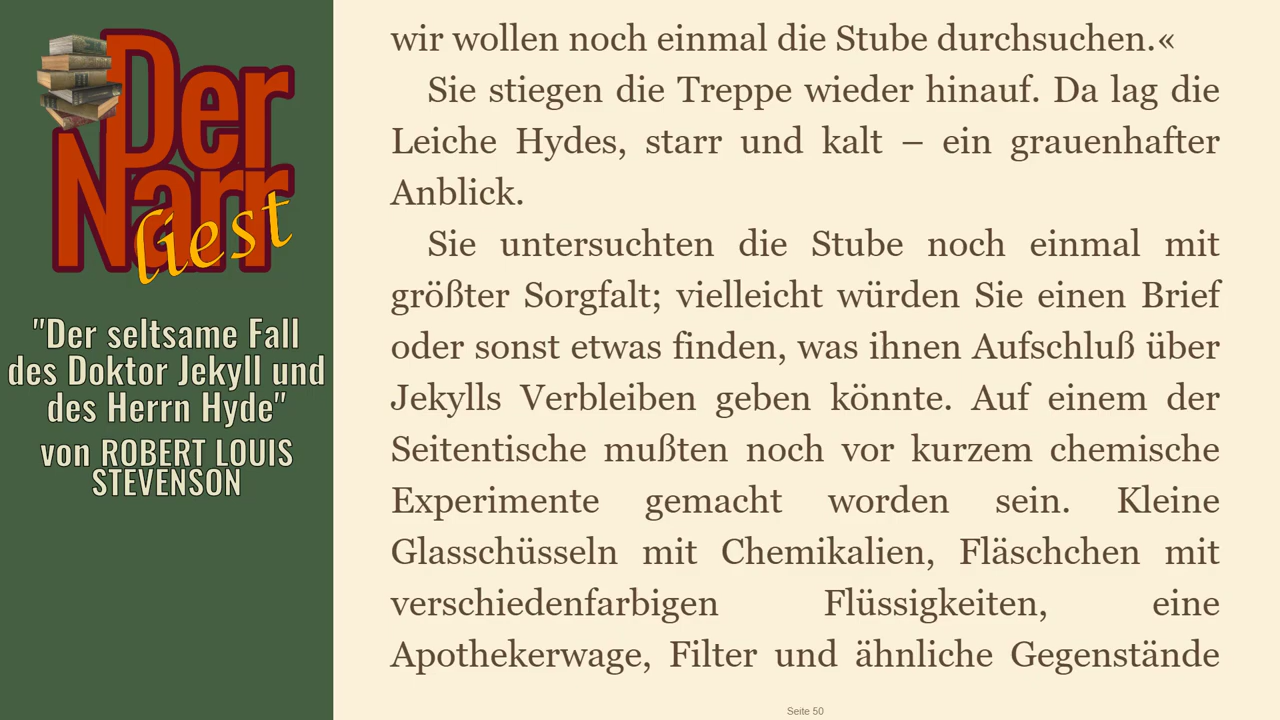 Der
Narr
liest
"Der seltsame Fall
des Doktor Jekyll und
des Herrn Hyde"
von ROBERT LOUIS
STEVENSON
wir wollen noch einmal die Stube durchsuchen.«
Sie stiegen die Treppe wieder hinauf. Da lag die
Leiche Hydes, starr und kalt – ein grauenhafter
Anblick.
Sie untersuchten die Stube noch einmal mit
größter Sorgfalt; vielleicht würden Sie einen Brief
oder sonst etwas finden, was ihnen Aufschluß über
Jekylls Verbleiben geben könnte. Auf einem der
Seitentische mußten noch vor kurzem chemische
Experimente gemacht worden sein. Kleine
Glasschüsseln mit Chemikalien, Fläschchen mit
verschiedenfarbigen Flüssigkeiten, eine
Apothekerwage, Filter und ähnliche Gegenstände
Seite 50